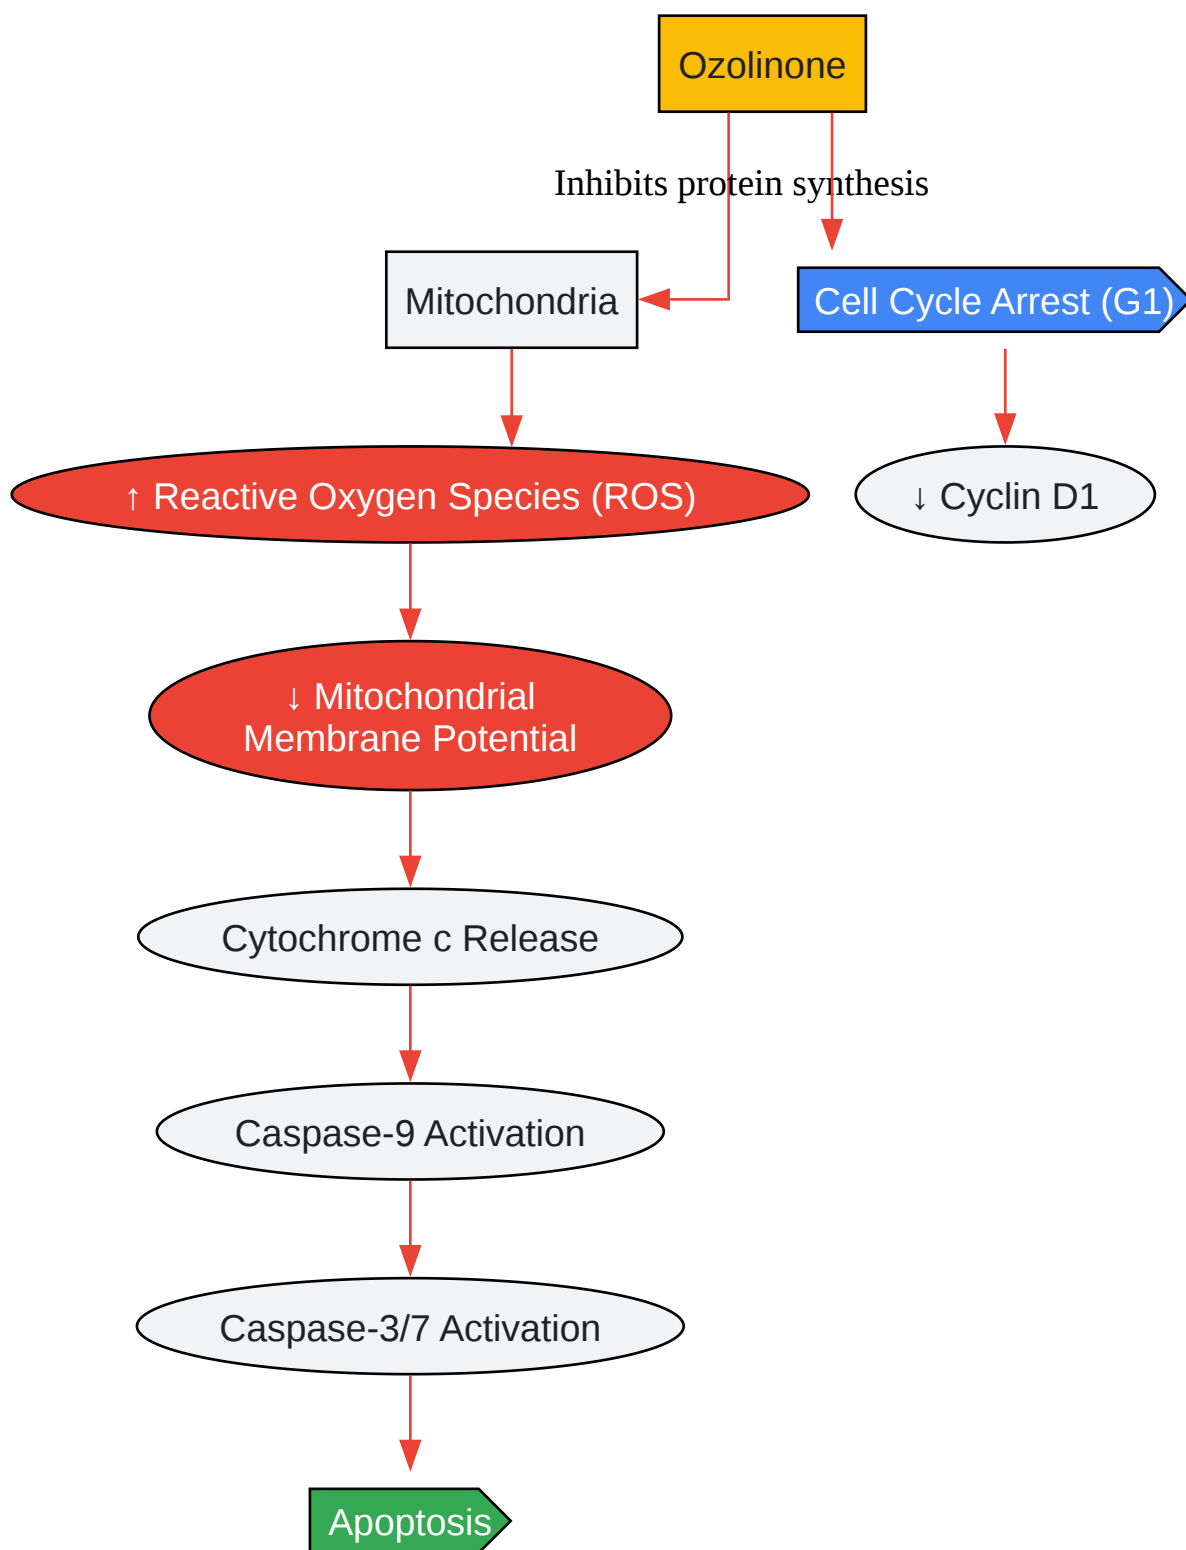 Ozolinone
Inhibits protein synthesis
Mitochondria
Cell Cycle Arrest (G1)
↑ Reactive Oxygen Species (ROS)
↓ Cyclin D1
↓ Mitochondrial
Membrane Potential
Cytochrome c Release
Caspase-9 Activation
Caspase-3/7 Activation
Apoptosis